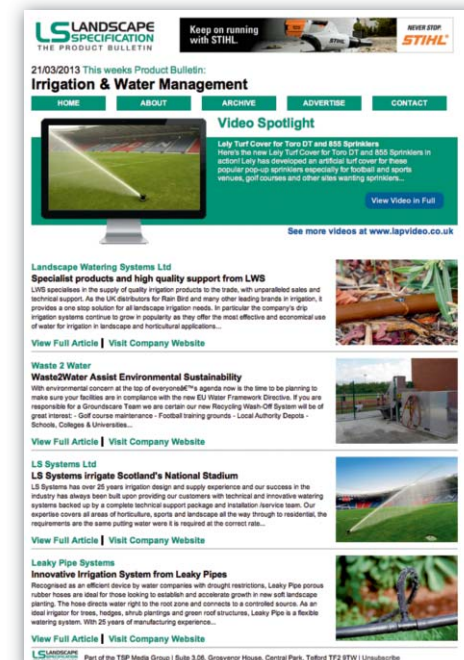 LS LANDSCAPE
SPECIFICATION
THE PRODUCT BULLETIN
Keep on running
with STIHL.
NEVER STOP.
STIHL®
21/03/2013 This weeks Product Bulletin:
Irrigation & Water Management
HOME ABOUT ARCHIVE ADVERTISE CONTACT
Video Spotlight
Lely Turf Cover for Toro DT and 855 Sprinklers
Here's the new Lely Turf Cover for Toro DT and 855 Sprinklers in
action! Lely has developed an artificial turf cover for these
popular pop-up sprinklers especially for football and sports
venues, golf courses and other sites wanting sprinklers...
View Video in Full
See more videos at www.lapvideo.co.uk
Landscape Watering Systems Ltd
Specialist products and high quality support from LWS
LWS specialises in the supply of quality irrigation products to the trade, with unparalleled sales and
technical support. As the UK distributors for Rain Bird and many other leading brands in irrigation, it
provides a one stop solution for all landscape irrigation needs. In particular the company's drip
irrigation systems continue to grow in popularity as they offer the most effective and economical use
of water for irrigation in landscape and horticultural applications...
View Full Article | Visit Company Website
Waste 2 Water
Waste2Water Assist Environmental Sustainability
With environmental concern at the top of everyoneâ€™s agenda now is the time to be planning to
make sure your facilities are in compliance with the new EU Water Framework Directive. If you are
responsible for a Groundscare Team we are certain our new Recycling Wash-Off System will be of
great interest: - Golf course maintenance - Football training grounds - Local Authority Depots -
Schools, Colleges & Universities...
View Full Article | Visit Company Website
LS Systems Ltd
LS Systems irrigate Scotland's National Stadium
LS Systems has over 25 years irrigation design and supply experience and our success in the
industry has always been built upon providing our customers with technical and innovative watering
systems backed up by a complete technical support package and installation /service team. Our
expertise covers all areas of horticulture, sports and landscape all the way through to residential, the
requirements are the same putting water were it is required at the correct rate...
View Full Article | Visit Company Website
Leaky Pipe Systems
Innovative Irrigation System from Leaky Pipes
Recognised as an efficient device by water companies with drought restrictions, Leaky Pipe porous
rubber hoses are ideal for those looking to establish and accelerate growth in new soft landscape
planting. The hose directs water right to the root zone and connects to a controlled source. As an
ideal irrigator for trees, hedges, shrub plantings and green roof structures, Leaky Pipe is a flexible
watering system. With 25 years of manufacturing experience...
View Full Article | Visit Company Website
LS LANDSCAPE
SPECIFICATION
Part of the TSP Media Group | Suite 3.06, Grosvenor House, Central Park, Telford TF2 9TW | Unsubscribe